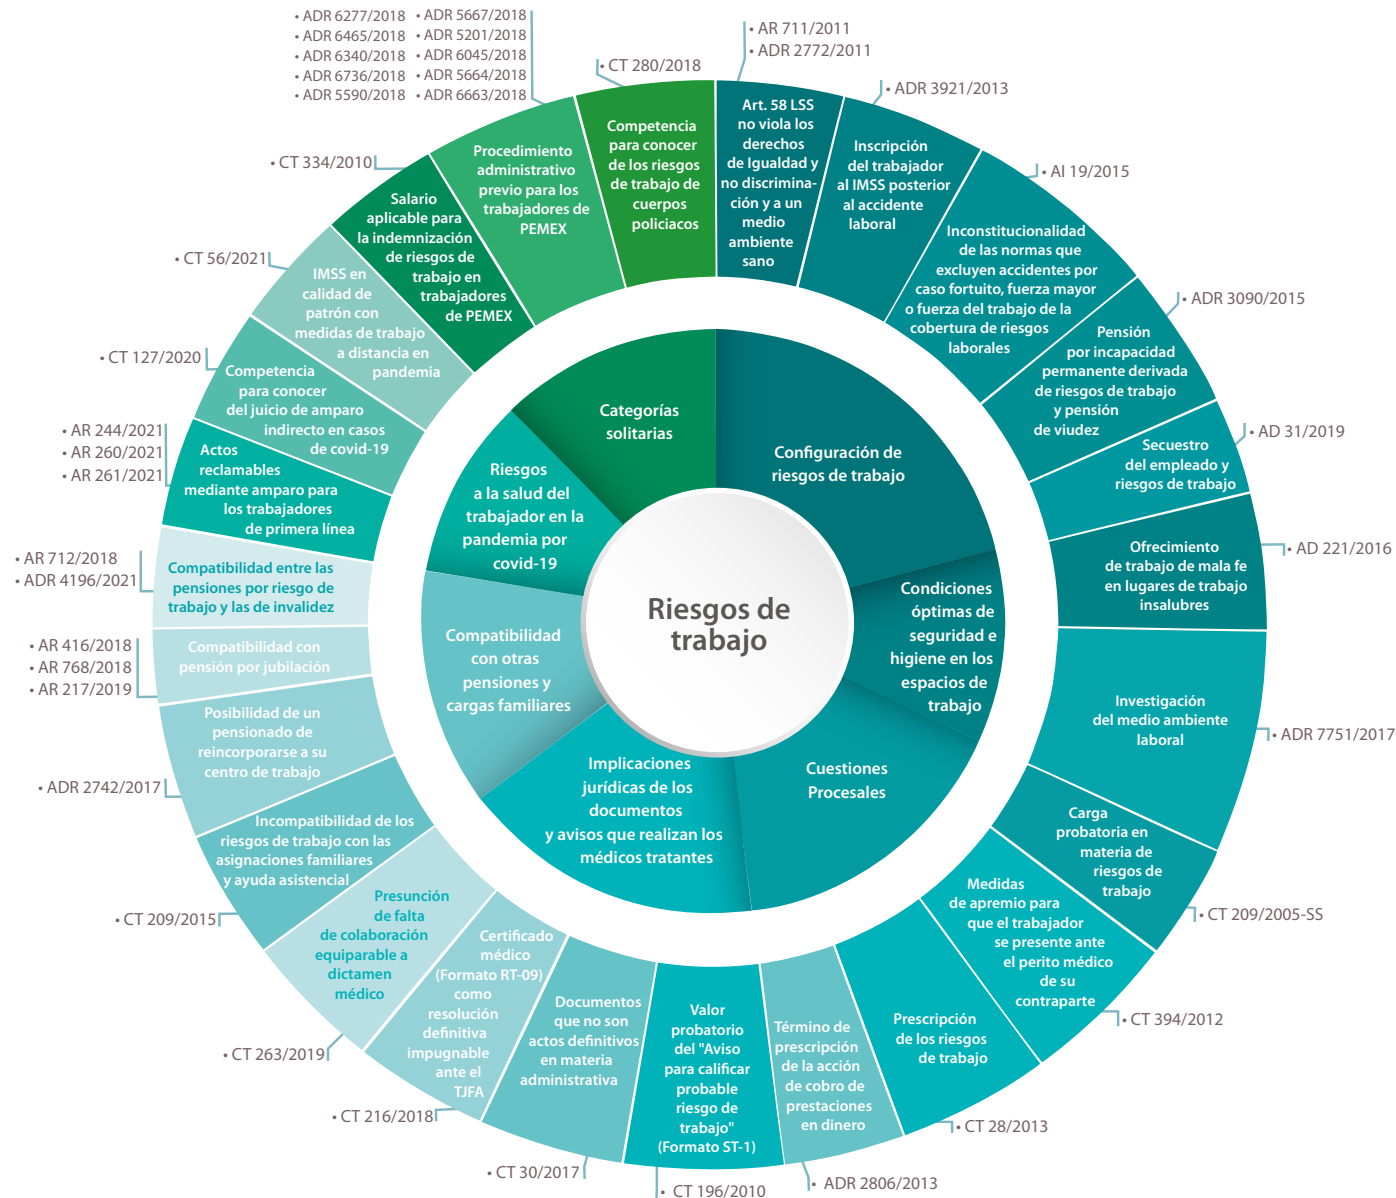 Riesgos de
trabajo
Configuración de
riesgos de trabajo
Condiciones
óptimas de
seguridad e
higiene en los
espacios de
trabajo
Cuestiones
Procesales
Implicaciones
jurídicas de los
documentos
y avisos que realizan los
médicos tratantes
Compatibilidad
con otras
pensiones y
cargas familiares
Riesgos
a la salud del
trabajador en la
pandemia por
covid-19
Categorías
solitarias
Art. 58 LSS
no viola los
derechos
de Igualdad y
no discrimina-
ción y a un
medio
ambiente
sano
• AR 711/2011
• ADR 2772/2011
Inscripción
del trabajador
al IMSS posterior
al accidente
laboral
• ADR 3921/2013
Inconstitucionalidad
de las normas que
excluyen accidentes por
caso fortuito, fuerza mayor
o fuerza del trabajo de la
cobertura de riesgos
laborales
• AI 19/2015
Pensión
por incapacidad
permanente derivada
de riesgos de trabajo
y pensión
de viudez
• ADR 3090/2015
Secuestro
del empleado y
riesgos de trabajo
• AD 31/2019
Ofrecimiento
de trabajo de mala fe
en lugares de trabajo
insalubres
• AD 221/2016
Investigación
del medio ambiente
laboral
• ADR 7751/2017
Carga
probatoria en
materia de
riesgos de
trabajo
• CT 209/2005-SS
Medidas
de apremio para
que el trabajador
se presente ante
el perito médico
de su
contraparte
• CT 394/2012
Prescripción
de los riesgos
de trabajo
• CT 28/2013
Término de
prescripción
de la acción
de cobro de
prestaciones
en dinero
• ADR 2806/2013
Valor
probatorio
del "Aviso
para calificar
probable
riesgo de
trabajo"
(Formato ST-1)
• CT 196/2010
Documentos
que no son
actos definitivos
en materia
administrativa
• CT 30/2017
Certificado
médico
(Formato RT-09)
como
resolución
definitiva
impugnable
ante el
TJFA
• CT 216/2018
Presunción
de falta
de colaboración
equiparable a
dictamen
médico
• CT 263/2019
Incompatibilidad de los
riesgos de trabajo con las
asignaciones familiares
y ayuda asistencial
• CT 209/2015
Posibilidad de un
pensionado de
reincorporarse a su
centro de trabajo
• ADR 2742/2017
Compatibilidad con
pensión por jubilación
• AR 416/2018
• AR 768/2018
• AR 217/2019
Compatibilidad entre las
pensiones por riesgo de
trabajo y las de invalidez
• AR 712/2018
• ADR 4196/2021
Actos
reclamables
mediante amparo para
los trabajadores
de primera línea
• AR 244/2021
• AR 260/2021
• AR 261/2021
Competencia
para conocer
del juicio de amparo
indirecto en casos
de covid-19
• CT 127/2020
IMSS en
calidad de
patrón con
medidas de trabajo
a distancia en
pandemia
• CT 56/2021
Salario
aplicable para
la indemnización
de riesgos de
trabajo en
trabajadores
de PEMEX
• CT 334/2010
Procedimiento
administrativo
previo para los
trabajadores de
PEMEX
• ADR 6277/2018 • ADR 5667/2018
• ADR 6465/2018 • ADR 5201/2018
• ADR 6340/2018 • ADR 6045/2018
• ADR 6736/2018 • ADR 5664/2018
• ADR 5590/2018 • ADR 6663/2018
Competencia
para conocer
de los riesgos
de trabajo de
cuerpos
policiacos
• CT 280/2018